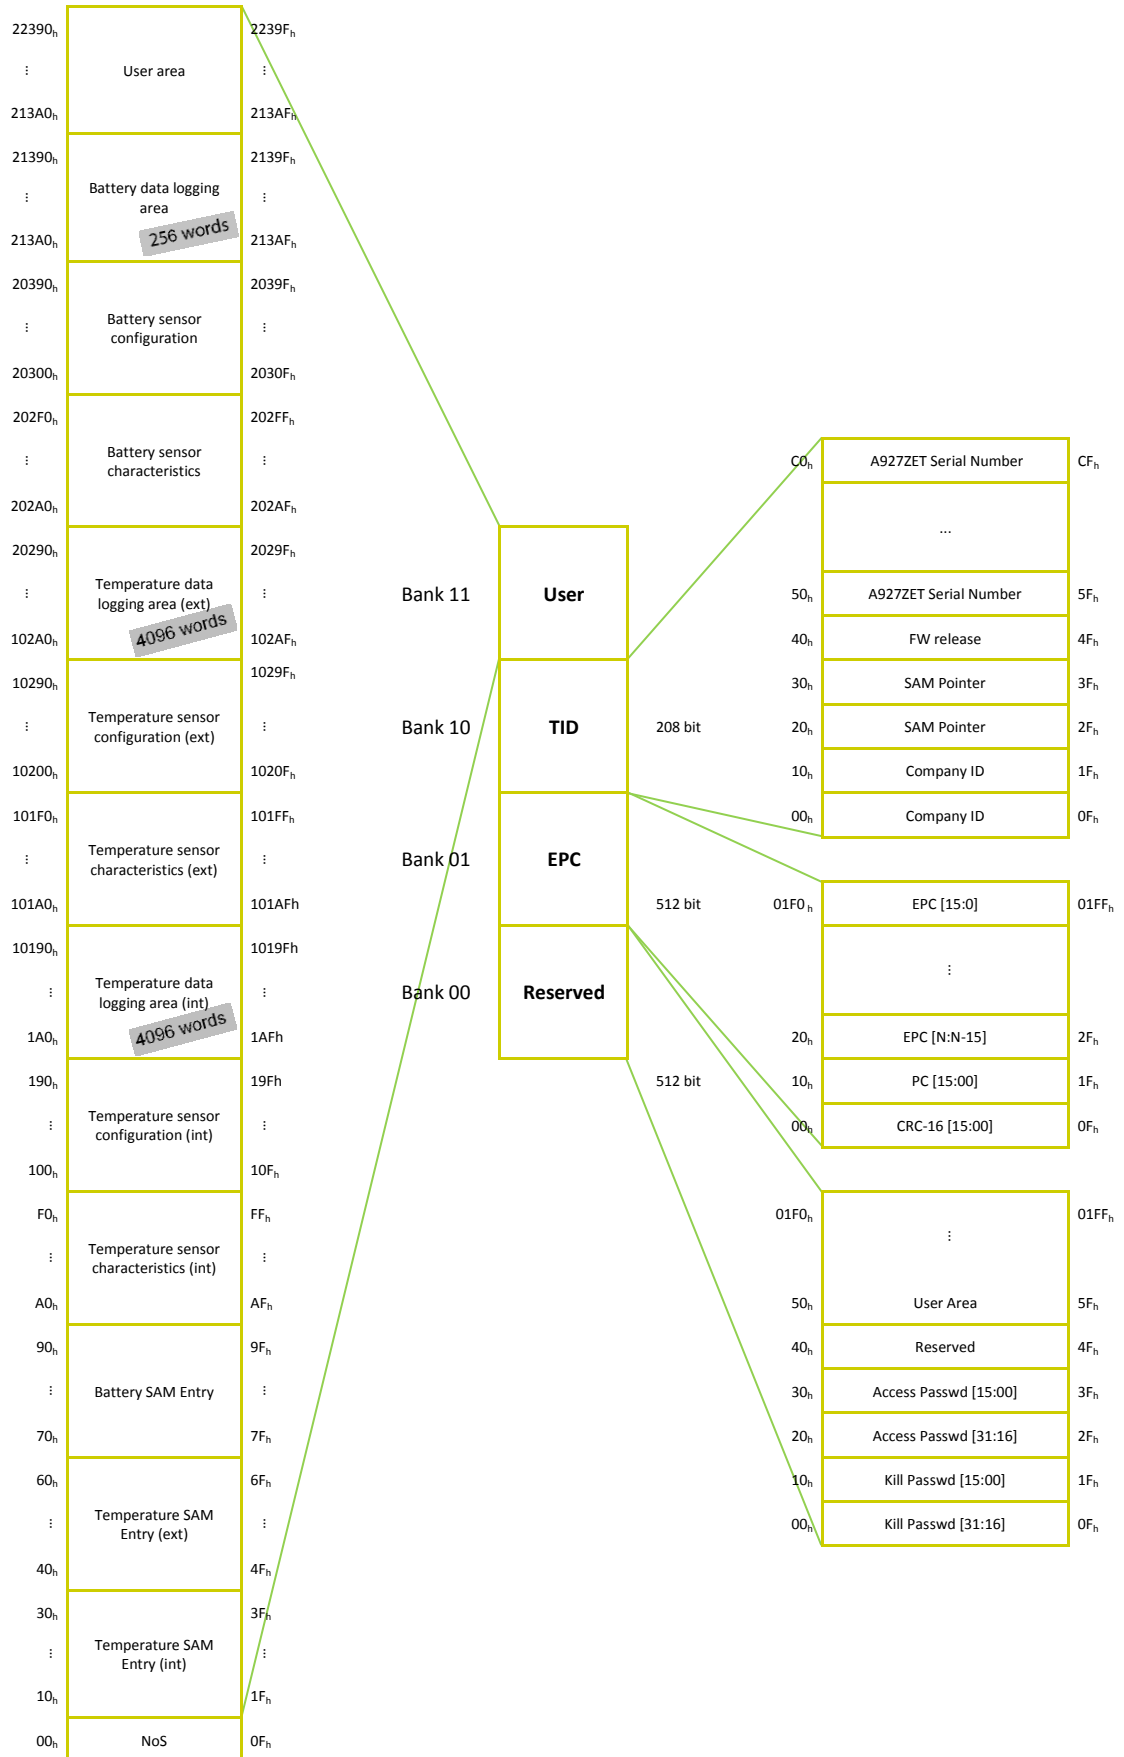 22390h 2239Fh
⋮ User area ⋮
213A0h 213AFh
21390h 2139Fh
Battery data logging
⋮ area ⋮
256 words
213A0h 213AFh
20390h 2039Fh
Battery sensor
⋮ configuration ⋮
20300h 2030Fh
202F0h 202FFh
Battery sensor
⋮ characteristics ⋮
202A0h 202AFh
20290h 2029Fh
Temperature data
⋮ logging area (ext) ⋮
4096 words
102A0h 102AFh
10290h 1029Fh
Temperature sensor
⋮ configuration (ext) ⋮
10200h 1020Fh
101F0h 101FFh
Temperature sensor
⋮ characteristics (ext) ⋮
101A0h 101AFh
10190h 1019Fh
Temperature data
⋮ logging area (int) ⋮
4096 words
1A0h 1AFh
190h 19Fh
Temperature sensor
⋮ configuration (int) ⋮
100h 10Fh
F0h FFh
Temperature sensor
⋮ characteristics (int) ⋮
A0h AFh
90h 9Fh
⋮ Battery SAM Entry ⋮
70h 7Fh
60h 6Fh
Temperature SAM
⋮ Entry (ext) ⋮
40h 4Fh
30h 3Fh
Temperature SAM
⋮ Entry (int) ⋮
10h 1Fh
00h NoS 0Fh
Bank 11 User
Bank 10 TID 208 bit
Bank 01 EPC
512 bit
Bank 00 Reserved
512 bit
C0h A927ZET Serial Number CFh
...
50h A927ZET Serial Number 5Fh
40h FW release 4Fh
30h SAM Pointer 3Fh
20h SAM Pointer 2Fh
10h Company ID 1Fh
00h Company ID 0Fh
01F0 h EPC [15:0] 01FFh
⋮
20h EPC [N:N-15] 2Fh
10h PC [15:00] 1Fh
00h CRC-16 [15:00] 0Fh
01F0h 01FFh
⋮
50h User Area 5Fh
40h Reserved 4Fh
30h Access Passwd [15:00] 3Fh
20h Access Passwd [31:16] 2Fh
10h Kill Passwd [15:00] 1Fh
00h Kill Passwd [31:16] 0Fh